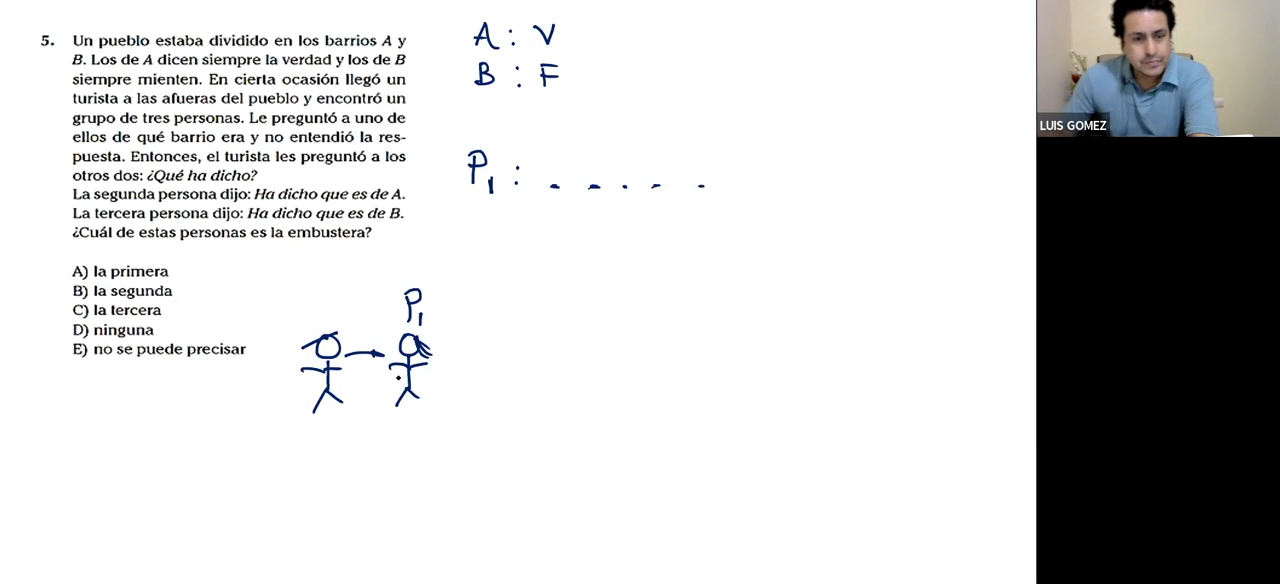 5. Un pueblo estaba dividido en los barrios A y
B. Los de A dicen siempre la verdad y los de B
siempre mienten. En cierta ocasión llegó un
turista a las afueras del pueblo y encontró un
grupo de tres personas. Le preguntó a uno de
ellos de qué barrio era y no entendió la res-
puesta. Entonces, el turista les preguntó a los
otros dos: ¿Qué ha dicho?
La segunda persona dijo: Ha dicho que es de A.
La tercera persona dijo: Ha dicho que es de B.
¿Cuál de estas personas es la embustera?
A) la primera
B) la segunda
C) la tercera
D) ninguna
E) no se puede precisar
A : V
B : F
P1 : . . . . .
P1
LUIS GOMEZ